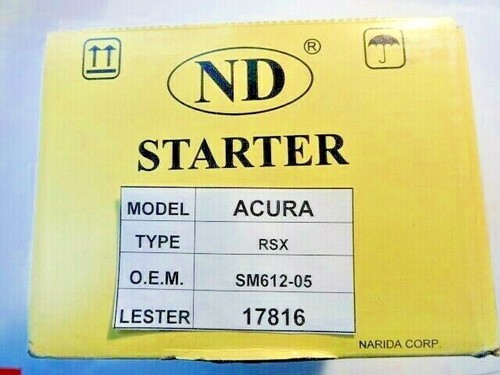 ND ®
STARTER
MODEL ACURA
TYPE RSX
O.E.M. SM612-05
LESTER 17816
NARIDA CORP.